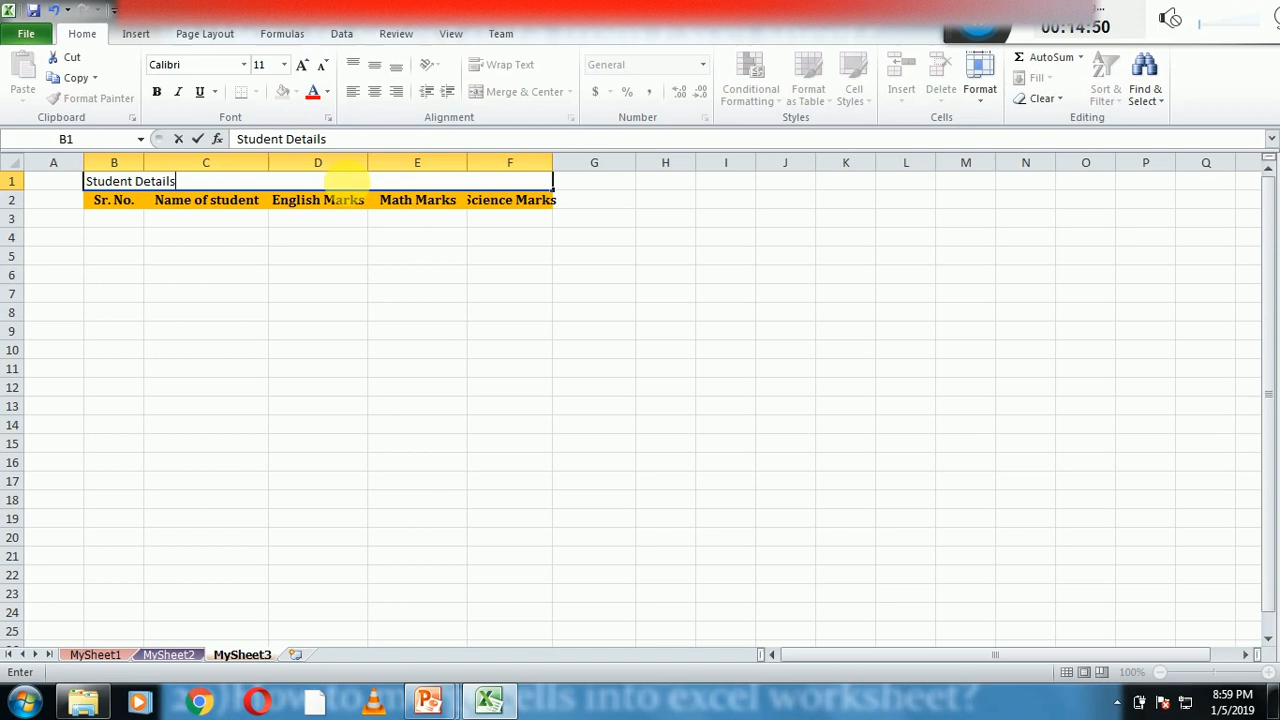 00:14:50
File Home Insert Page Layout Formulas Data Review View Team
Paste Cut Copy Format Painter Clipboard
Calibri 11 B I U A Font
Wrap Text Merge & Center Alignment
General $ % , Number
Conditional Formatting Format as Table Cell Styles Styles
Insert Delete Format Cells
Σ AutoSum Fill Clear Sort & Filter Find & Select Editing
B1 fx Student Details
A B C D E F G H I J K L M N O P Q
1 Student Details
2 Sr. No. Name of student English Marks Math Marks Science Marks
3
4
5
6
7
8
9
10
11
12
13
14
15
16
17
18
19
20
21
22
23
24
25
MySheet1 MySheet2 MySheet3
Enter 100%
8:59 PM
1/5/2019